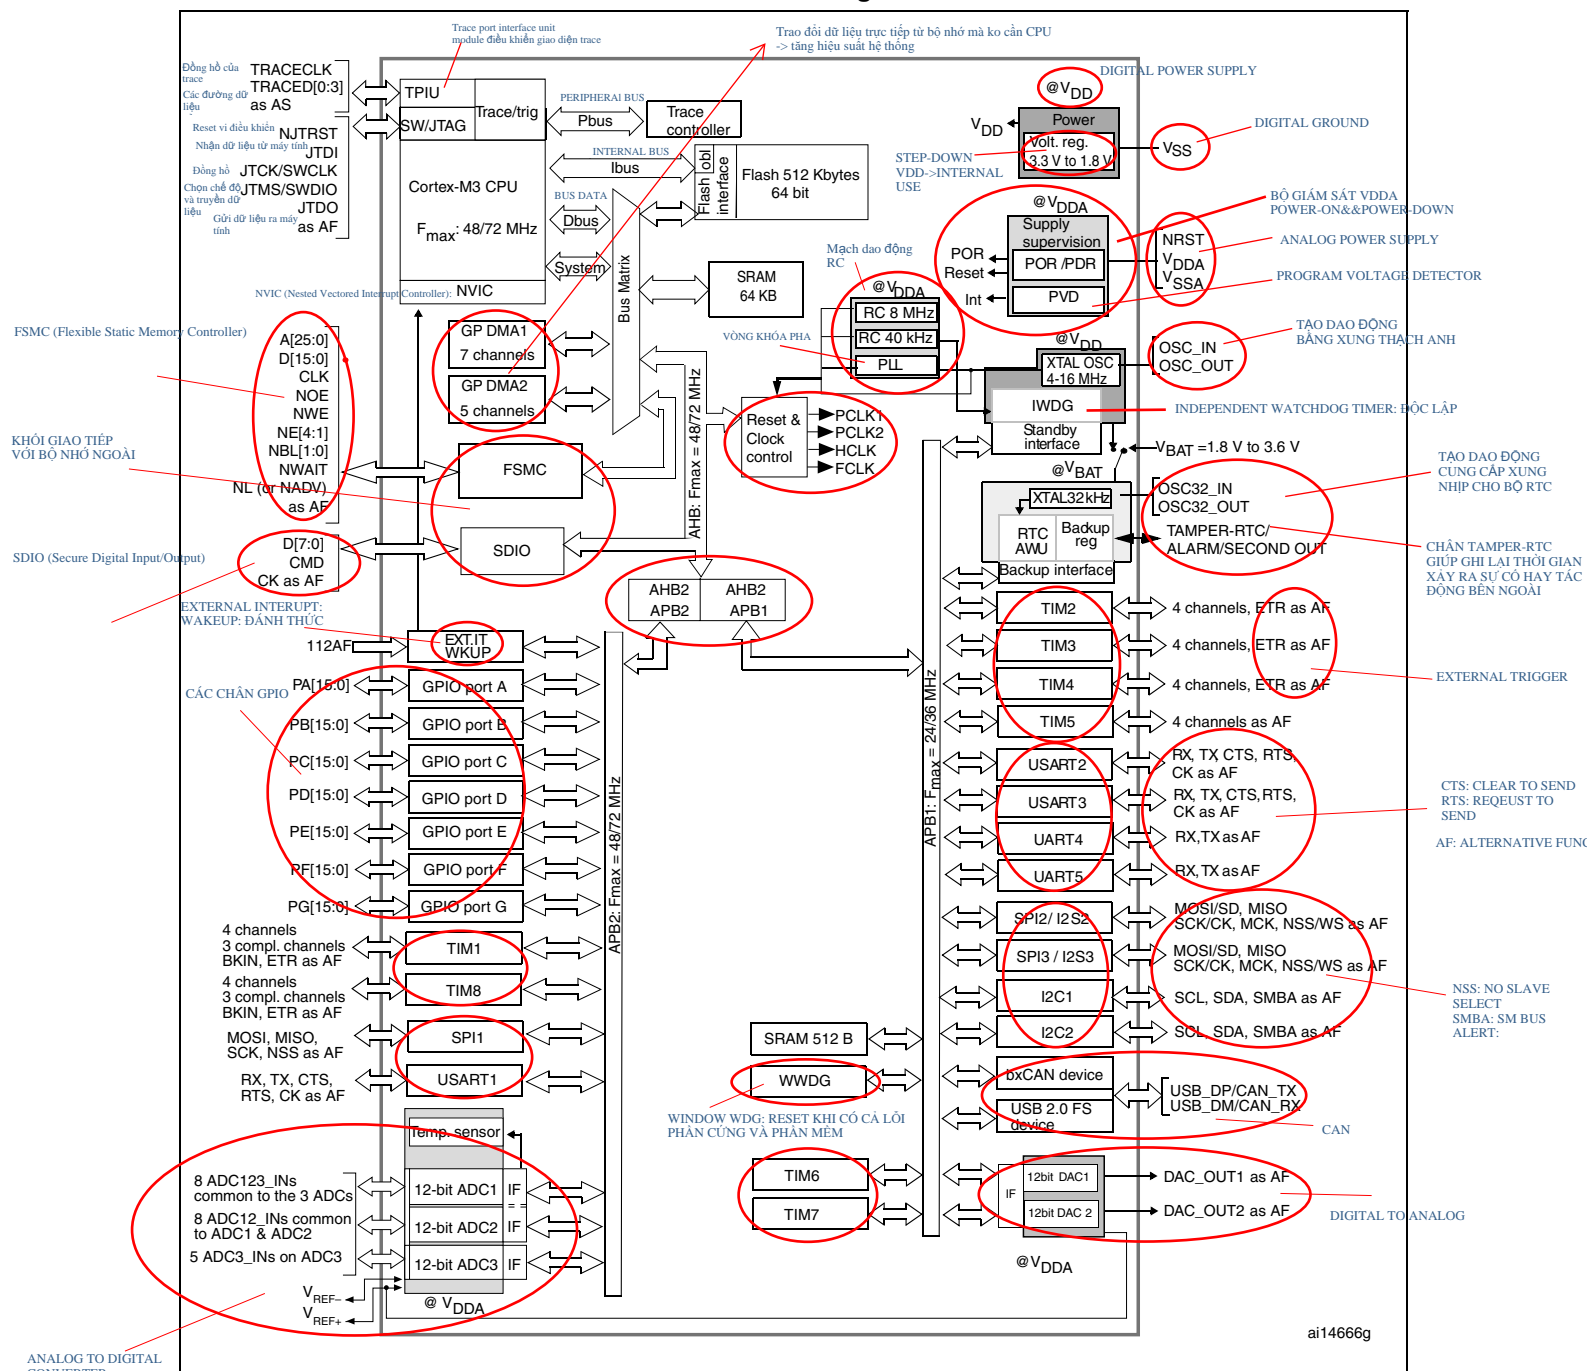 Trace port interface unit
module điều khiển giao diện trace
Trao đổi dữ liệu trực tiếp từ bộ nhớ mà ko cần CPU
-> tăng hiệu suất hệ thống
Đồng hồ của
trace
Các đường dữ
liệu
TRACECLK
TRACED[0:3]
as AS
TPIU
Trace/trig
SW/JTAG
PERIPHERAl BUS
Pbus
Trace
controller
Reset vi điều khiển
NJTRST
Nhận dữ liệu từ máy tính
JTDI
Đồng hồ
JTCK/SWCLK
Chọn chế độ
và truyền dữ
liệu
JTMS/SWDIO
JTDO
Gửi dữ liệu ra máy
tính
as AF
Cortex-M3 CPU
Fmax: 48/72 MHz
NVIC (Nested Vectored Interrupt Controller):
NVIC
INTERNAL BUS
Ibus
BUS DATA
Dbus
System
Bus Matrix
Flash obl
interface
Flash 512 Kbytes
64 bit
SRAM
64 KB
GP DMA1
7 channels
GP DMA2
5 channels
DIGITAL POWER SUPPLY
@VDD
VDD
Power
Volt. reg.
3.3 V to 1.8 V
VSS
DIGITAL GROUND
STEP-DOWN
VDD->INTERNAL
USE
@VDDA
Supply
supervision
POR
Reset
Int
POR /PDR
PVD
BỘ GIÁM SÁT VDDA
POWER-ON&&POWER-DOWN
NRST
VDDA
VSSA
ANALOG POWER SUPPLY
PROGRAM VOLTAGE DETECTOR
Mạch dao động
RC
@VDDA
RC 8 MHz
RC 40 kHz
PLL
VÒNG KHÓA PHA
@VDD
XTAL OSC
4-16 MHz
OSC_IN
OSC_OUT
TẠO DAO ĐỘNG
BẰNG XUNG THẠCH ANH
IWDG
INDEPENDENT WATCHDOG TIMER: ĐỘC LẬP
Standby
interface
VBAT =1.8 V to 3.6 V
@VBAT
Reset &
Clock
control
PCLK1
PCLK2
HCLK
FCLK
XTAL32kHz
OSC32_IN
OSC32_OUT
TẠO DAO ĐỘNG
CUNG CẤP XUNG
NHỊP CHO BỘ RTC
RTC
AWU
Backup
reg
TAMPER-RTC/
ALARM/SECOND OUT
Backup interface
CHÂN TAMPER-RTC
GIÚP GHI LẠI THỜI GIAN
XẢY RA SỰ CÓ HAY TÁC
ĐỘNG BÊN NGOÀI
FSMC (Flexible Static Memory Controller)
A[25:0]
D[15:0]
CLK
NOE
NWE
NE[4:1]
NBL[1:0]
NWAIT
NL (or NADV)
as AF
KHỐI GIAO TIẾP
VỚI BỘ NHỚ NGOÀI
FSMC
SDIO
SDIO (Secure Digital Input/Output)
D[7:0]
CMD
CK as AF
AHB: Fmax = 48/72 MHz
AHB2
APB2
AHB2
APB1
EXTERNAL INTERUPT:
WAKEUP: ĐÁNH THỨC
112AF
EXT.IT
WKUP
CÁC CHÂN GPIO
PA[15:0]
GPIO port A
PB[15:0]
GPIO port B
PC[15:0]
GPIO port C
PD[15:0]
GPIO port D
PE[15:0]
GPIO port E
PF[15:0]
GPIO port F
PG[15:0]
GPIO port G
4 channels
3 compl. channels
BKIN, ETR as AF
TIM1
4 channels
3 compl. channels
BKIN, ETR as AF
TIM8
MOSI, MISO,
SCK, NSS as AF
SPI1
RX, TX, CTS,
RTS, CK as AF
USART1
Temp. sensor
8 ADC123_INs
common to the 3 ADCs
12-bit ADC1
IF
8 ADC12_INs common
to ADC1 & ADC2
12-bit ADC2
IF
5 ADC3_INs on ADC3
12-bit ADC3
IF
VREF–
VREF+
@ VDDA
ANALOG TO DIGITAL
APB2: Fmax = 48/72 MHz
APB1: Fmax = 24/36 MHz
TIM2
4 channels, ETR as AF
TIM3
4 channels, ETR as AF
TIM4
4 channels, ETR as AF
EXTERNAL TRIGGER
TIM5
4 channels as AF
USART2
RX, TX, CTS, RTS,
CK as AF
USART3
RX, TX, CTS, RTS,
CK as AF
UART4
RX,TX as AF
UART5
RX, TX as AF
CTS: CLEAR TO SEND
RTS: REQEUST TO
SEND
AF: ALTERNATIVE FUNC
SPI2/ I2S2
MOSI/SD, MISO
SCK/CK, MCK, NSS/WS as AF
SPI3 / I2S3
MOSI/SD, MISO
SCK/CK, MCK, NSS/WS as AF
I2C1
SCL, SDA, SMBA as AF
I2C2
SCL, SDA, SMBA as AF
NSS: NO SLAVE
SELECT
SMBA: SM BUS
ALERT:
SRAM 512 B
WWDG
WINDOW WDG: RESET KHI CÓ CẢ LỖI
PHẦN CỨNG VÀ PHẦN MỀM
bxCAN device
USB 2.0 FS
device
USB_DP/CAN_TX
USB_DM/CAN_RX
CAN
TIM6
TIM7
IF
12bit DAC1
12bit DAC 2
DAC_OUT1 as AF
DAC_OUT2 as AF
DIGITAL TO ANALOG
@VDDA
ai14666g